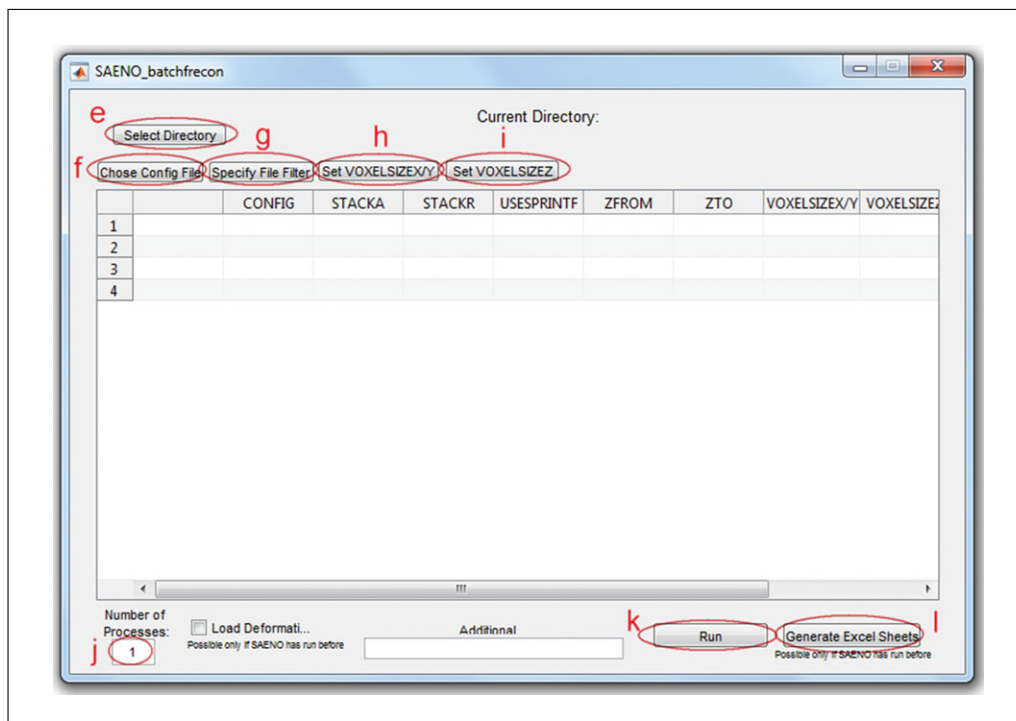 SAENO_batchfrecon
e
Select Directory
Current Directory:
f
g
h
i
Chose Config File
Specify File Filter
Set VOXELSIZEX/Y
Set VOXELSIZEZ
CONFIG STACKA STACKR USESPRINTF ZFROM ZTO VOXELSIZEX/Y VOXELSIZEZ
1
2
3
4
Number of
Processes:
j
1
Load Deformati...
Possible only if SAENO has run before
Additional
k
Run
l
Generate Excel Sheets
Possible only if SAENO has run before